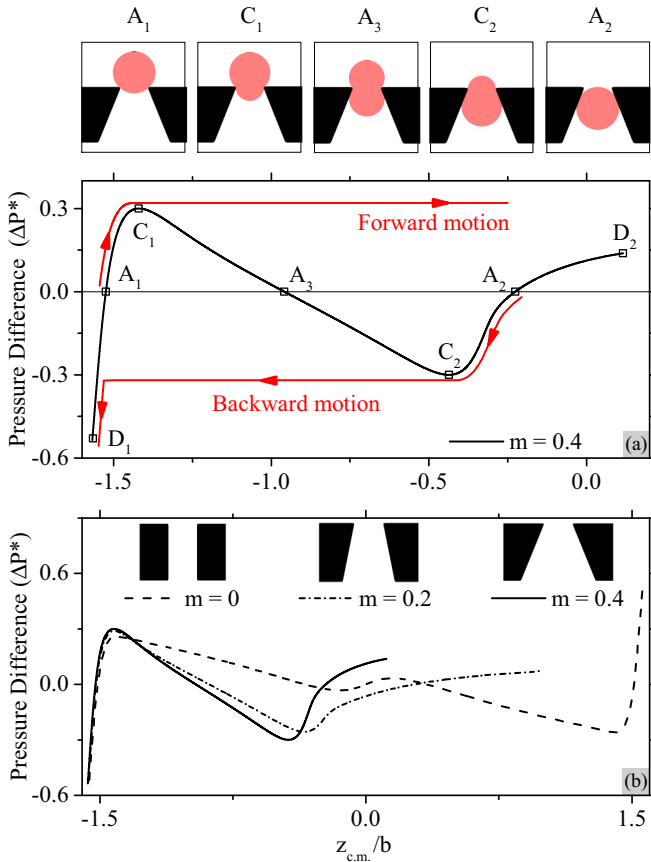 A₁ C₁ A₃ C₂ A₂
Pressure Difference (ΔP*)
0.3
0.0
-0.3
-0.6
Forward motion
C₁
D₂
A₁
A₃
A₂
C₂
Backward motion
D₁
m = 0.4
(a)
-1.5 -1.0 -0.5 0.0
Pressure Difference (ΔP*)
0.6
0.0
-0.6
m = 0 m = 0.2 m = 0.4
(b)
-1.5 0.0 1.5
z_c.m./b